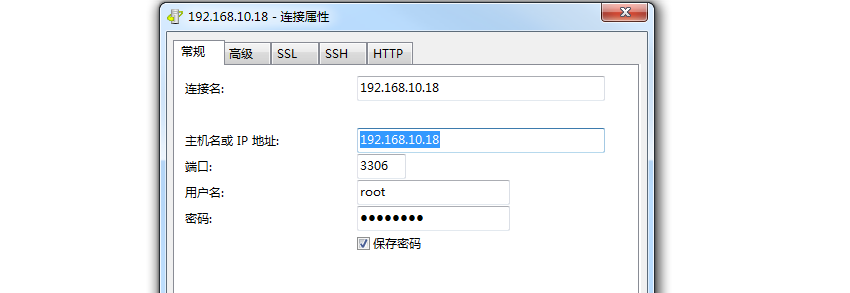 192.168.10.18 - 连接属性
常规 高级 SSL SSH HTTP
连接名: 192.168.10.18
主机名或 IP 地址: 192.168.10.18
端口: 3306
用户名: root
密码: ●●●●●●●●
保存密码